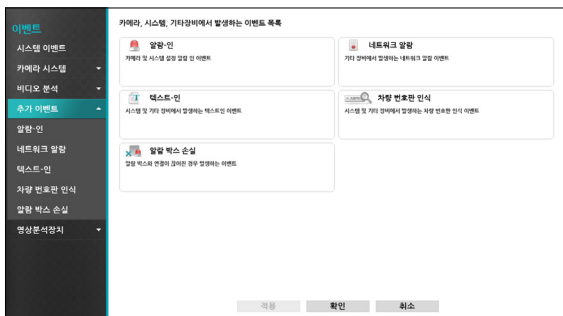 이벤트
시스템 이벤트
카메라 시스템
비디오 분석
추가 이벤트
알람-인
네트워크 알람
텍스트-인
차량 번호판 인식
알람 박스 손실
영상분석장치
카메라, 시스템, 기타장비에서 발생하는 이벤트 목록
알람-인
카메라 및 시스템 설정 알람 인 이벤트
네트워크 알람
기타 장비에서 발생하는 네트워크 알람 이벤트
텍스트-인
시스템 및 기타 장비에서 발생하는 텍스트인 이벤트
차량 번호판 인식
시스템 및 기타 장비에서 발생하는 차량 번호판 인식 이벤트
알람 박스 손실
알람 박스와 연결이 끊어진 경우 발생하는 이벤트
적용
확인
취소